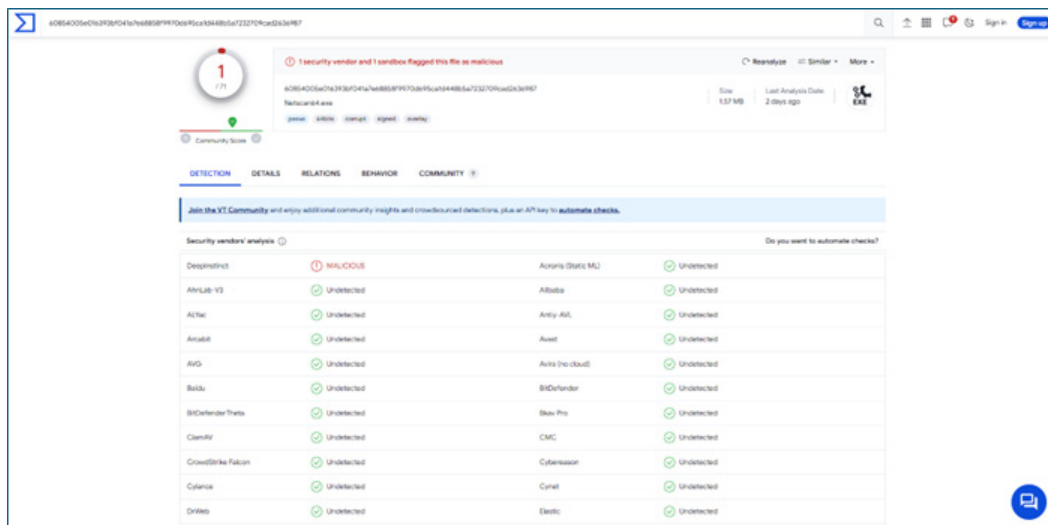 Sign in
Sign up
1
/ 71
1 security vendor and 1 sandbox flagged this file as malicious
Reanalyze
Similar
More
Netscan64.exe
Size
1.57 MB
Last Analysis Date
2 days ago
EXE
peexe 64bits corrupt signed overlay
Community Score
DETECTION DETAILS RELATIONS BEHAVIOR COMMUNITY
Join the VT Community and enjoy additional community insights and crowdsourced detections, plus an API key to automate checks.
Security vendors' analysis
Do you want to automate checks?
DeepInstinct MALICIOUS Acronis (Static ML) Undetected
AhnLab-V3 Undetected Alibaba Undetected
ALYac Undetected Antiy-AVL Undetected
Arcabit Undetected Avast Undetected
AVG Undetected Avira (no cloud) Undetected
Baidu Undetected BitDefender Undetected
BitDefenderTheta Undetected Bkav Pro Undetected
ClamAV Undetected CMC Undetected
CrowdStrike Falcon Undetected Cybereason Undetected
Cylance Undetected Cynet Undetected
DrWeb Undetected Elastic Undetected